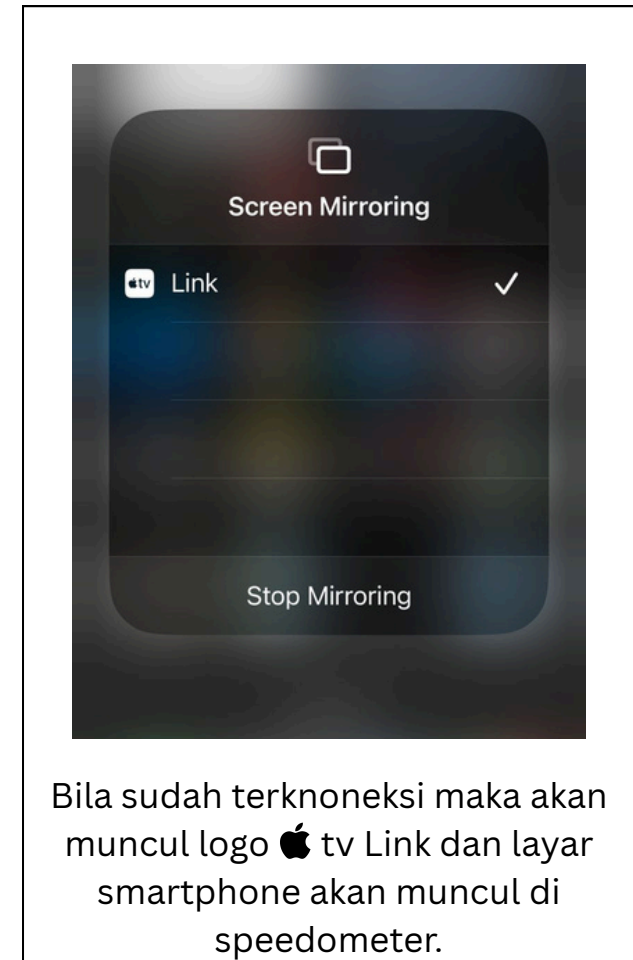 Screen Mirroring
tv Link
Stop Mirroring
Bila sudah terknoneksi maka akan
muncul logo  tv Link dan layar
smartphone akan muncul di
speedometer.